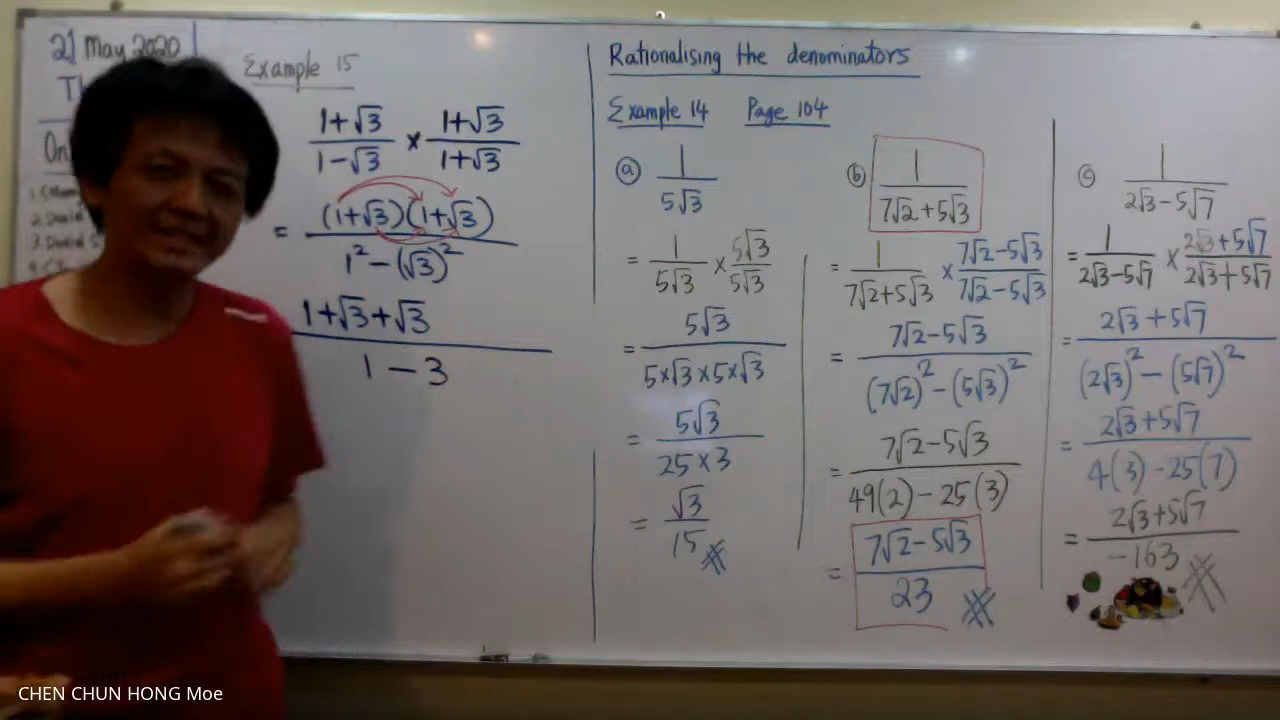 21 May 2020
Example 15
1+√3 / 1-√3 × 1+√3 / 1+√3
= (1+√3)(1+√3) / 1² - (√3)²
1+√3+√3 / 1 - 3
Rationalising the denominators
Example 14 Page 104
ⓐ 1 / 5√3
= 1 / 5√3 × 5√3 / 5√3
= 5√3 / 5×√3×5×√3
= 5√3 / 25×3
= √3 / 15
ⓑ 1 / 7√2+5√3
= 1 / 7√2+5√3 × 7√2-5√3 / 7√2-5√3
= 7√2-5√3 / (7√2)² - (5√3)²
= 7√2-5√3 / 49(2) - 25(3)
= 7√2-5√3 / 23
ⓒ 1 / 2√3-5√7
= 1 / 2√3-5√7 × 2√3+5√7 / 2√3+5√7
= 2√3+5√7 / (2√3)² - (5√7)²
= 2√3+5√7 / 4(3) - 25(7)
= 2√3+5√7 / -163
CHEN CHUN HONG Moe